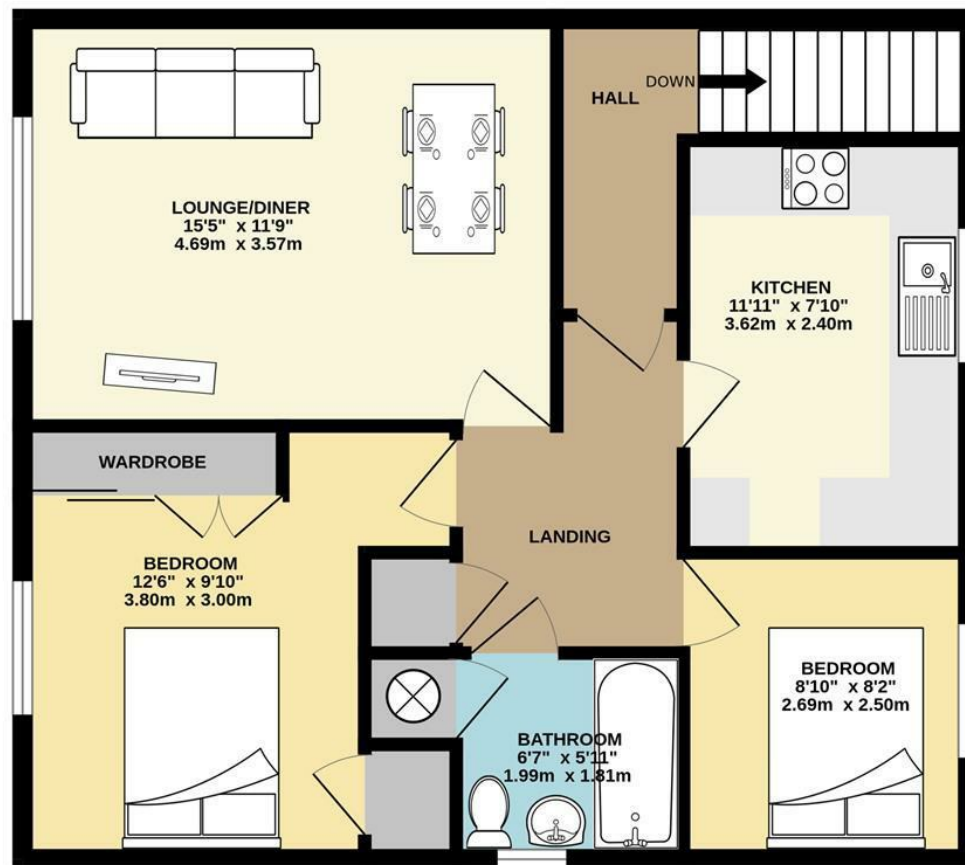 DOWN
HALL
LOUNGE/DINER
15'5" x 11'9"
4.69m x 3.57m
KITCHEN
11'11" x 7'10"
3.62m x 2.40m
WARDROBE
LANDING
BEDROOM
12'6" x 9'10"
3.80m x 3.00m
BEDROOM
8'10" x 8'2"
2.69m x 2.50m
BATHROOM
6'7" x 5'11"
1.99m x 1.81m